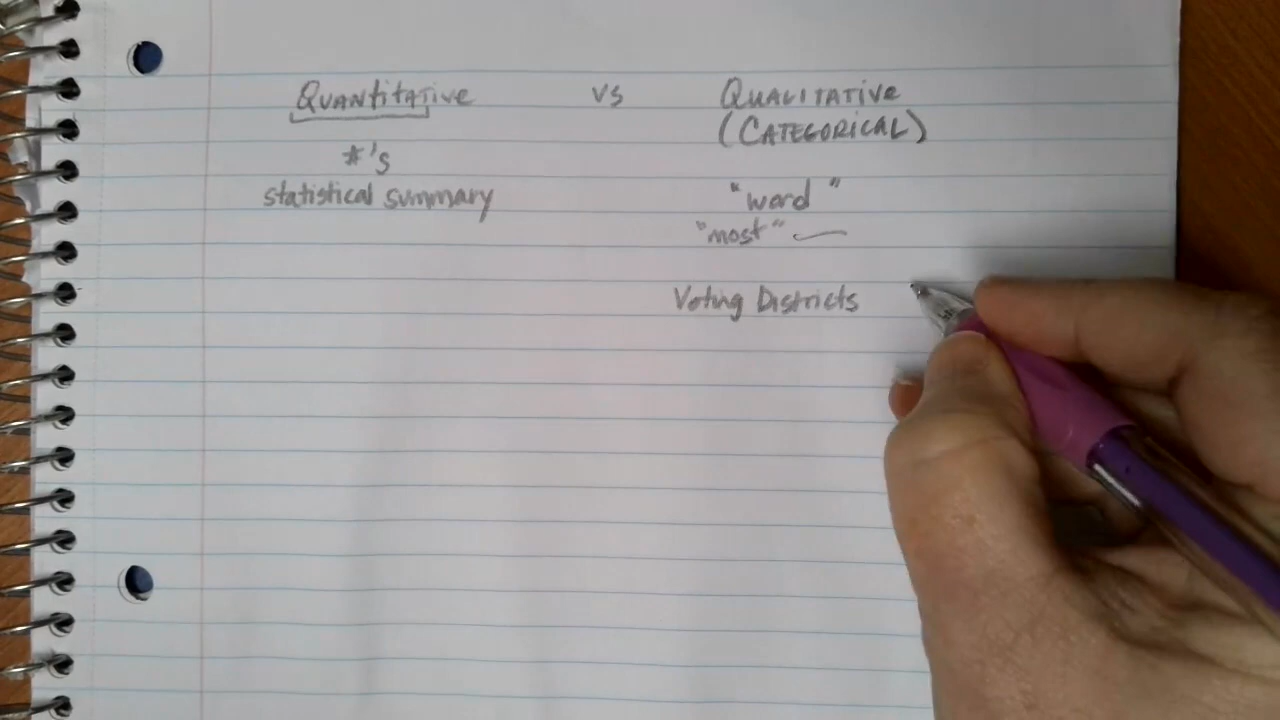 Quantitative vs Qualitative
(Categorical)
#'s
statistical summary
"word"
"most"
Voting Districts